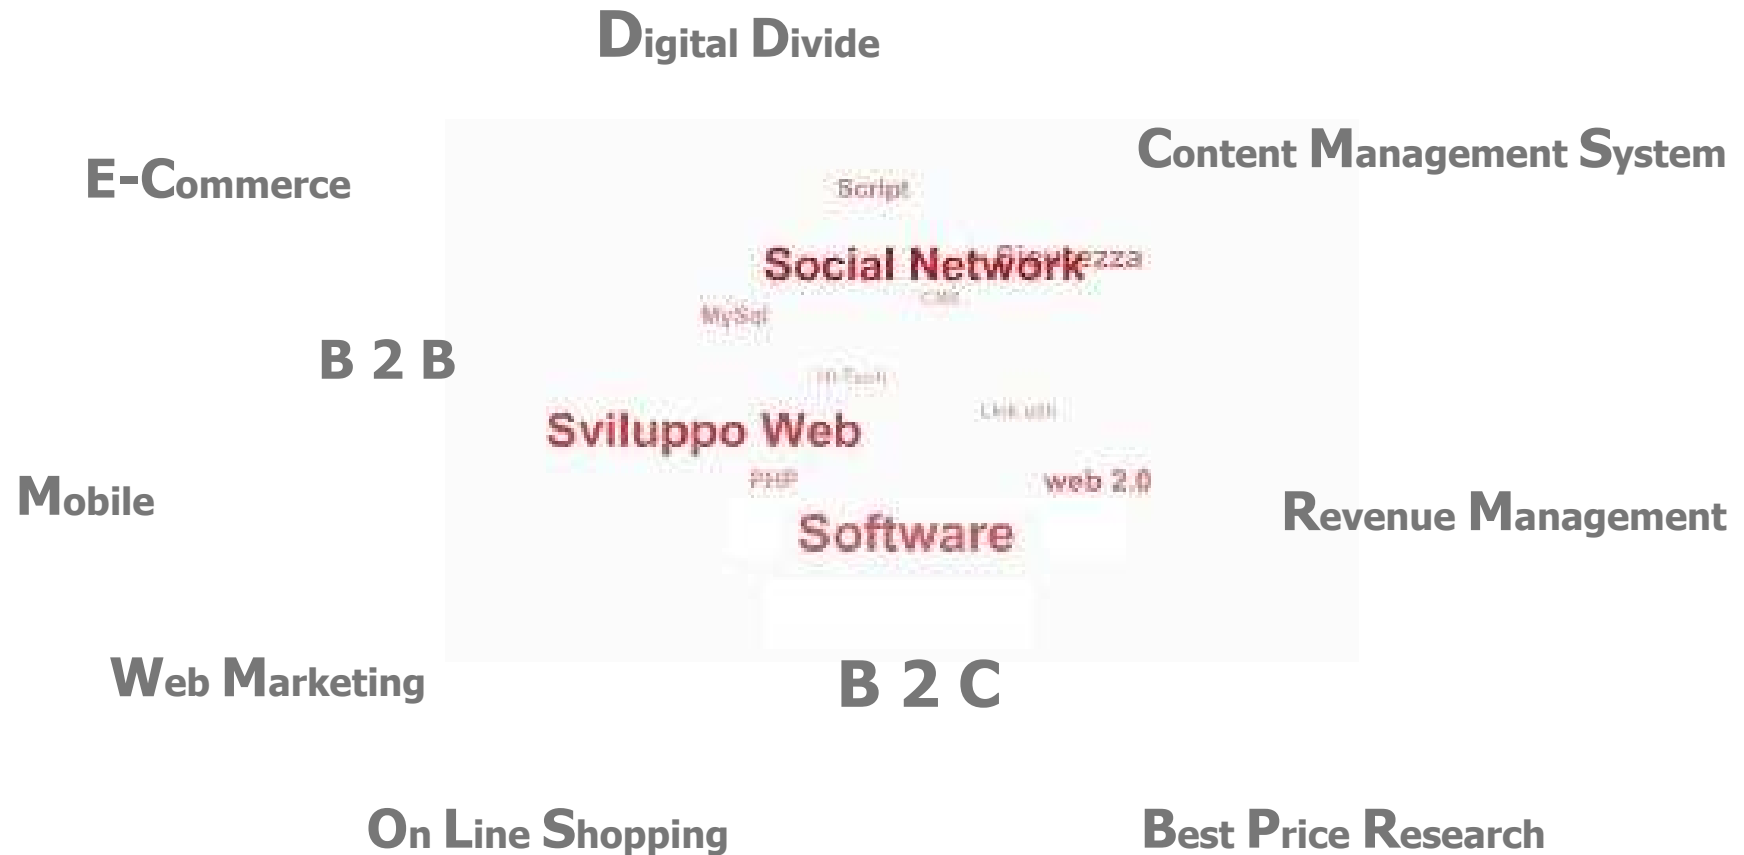 Digital Divide
Content Management System
E-Commerce
Script
Social Network
MySql
B 2 B
Sviluppo Web
PHP
web 2.0
Mobile
Revenue Management
Software
Web Marketing
B 2 C
On Line Shopping
Best Price Research